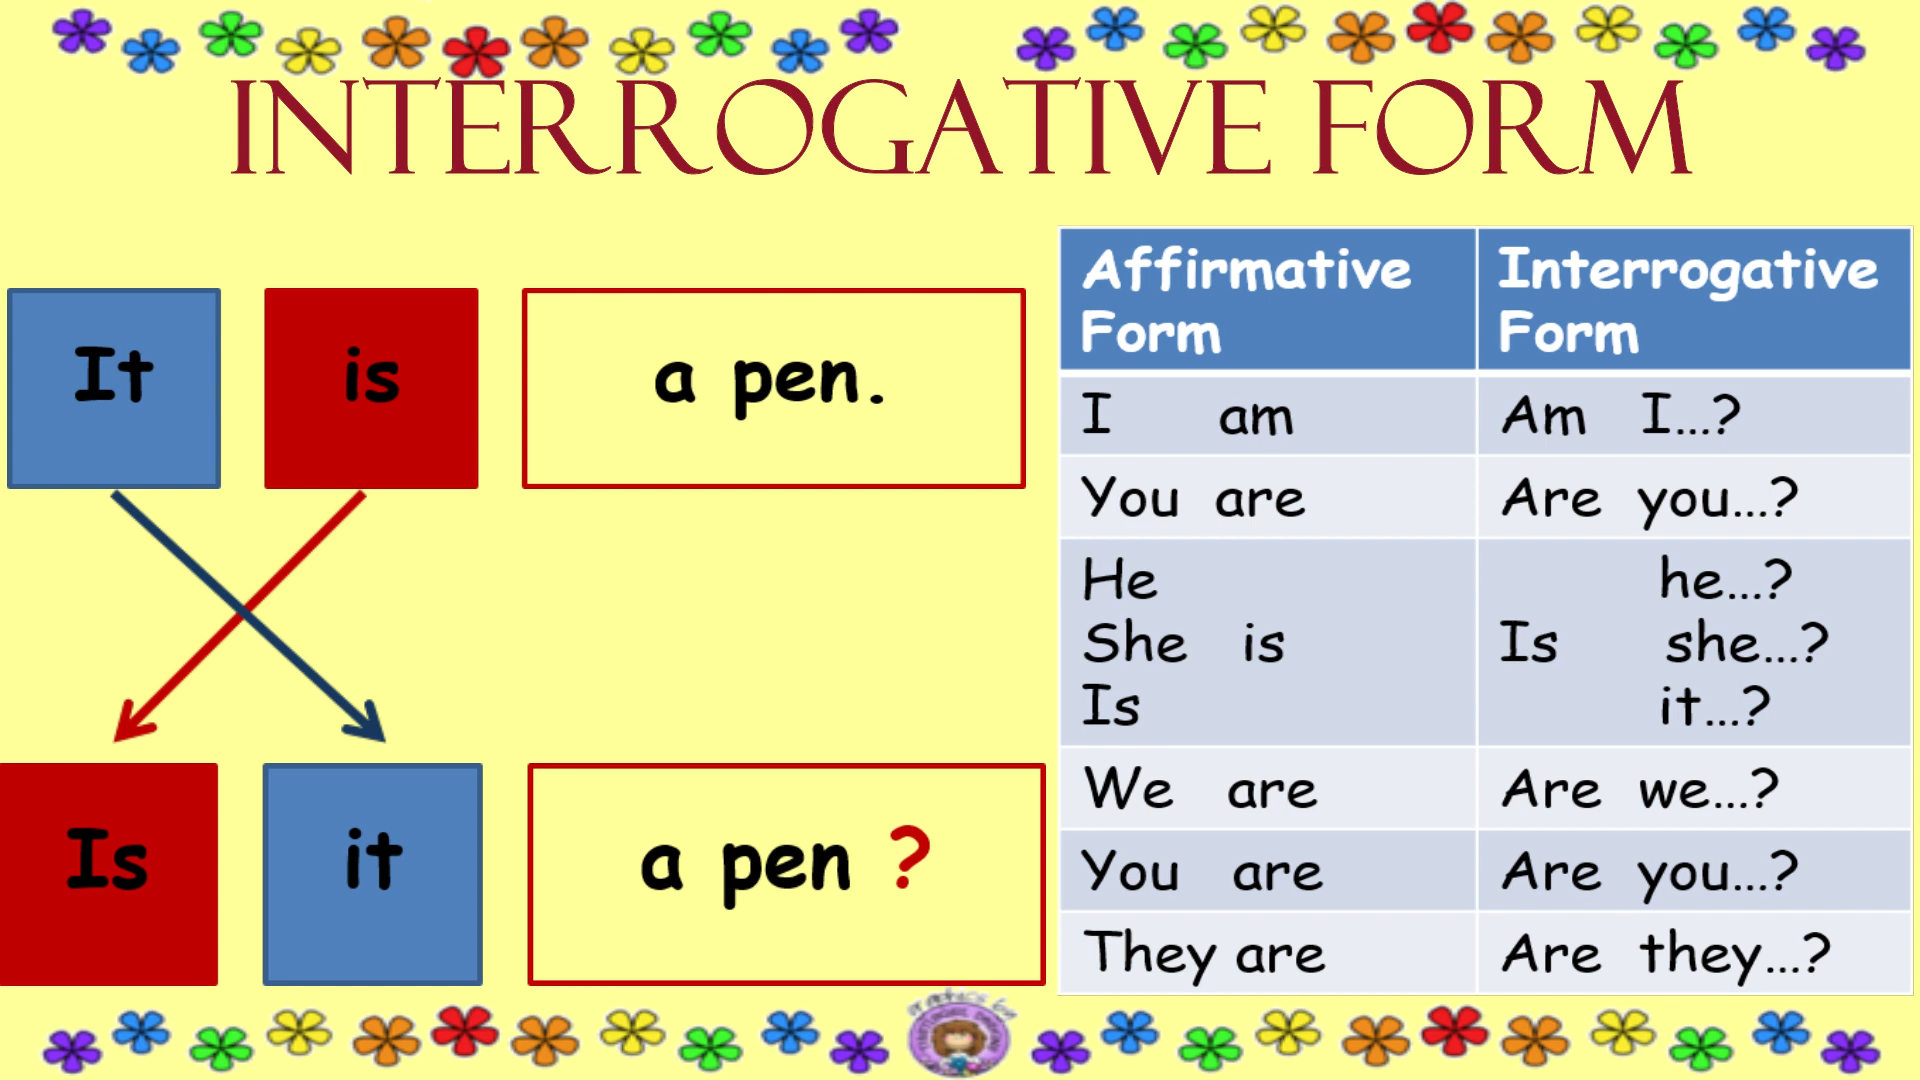 INTERROGATIVE FORM
It is a pen.
Is it a pen ?
Affirmative Form Interrogative Form
I am Am I...?
You are Are you...?
He he...?
She is Is she...?
Is it...?
We are Are we...?
You are Are you...?
They are Are they...?